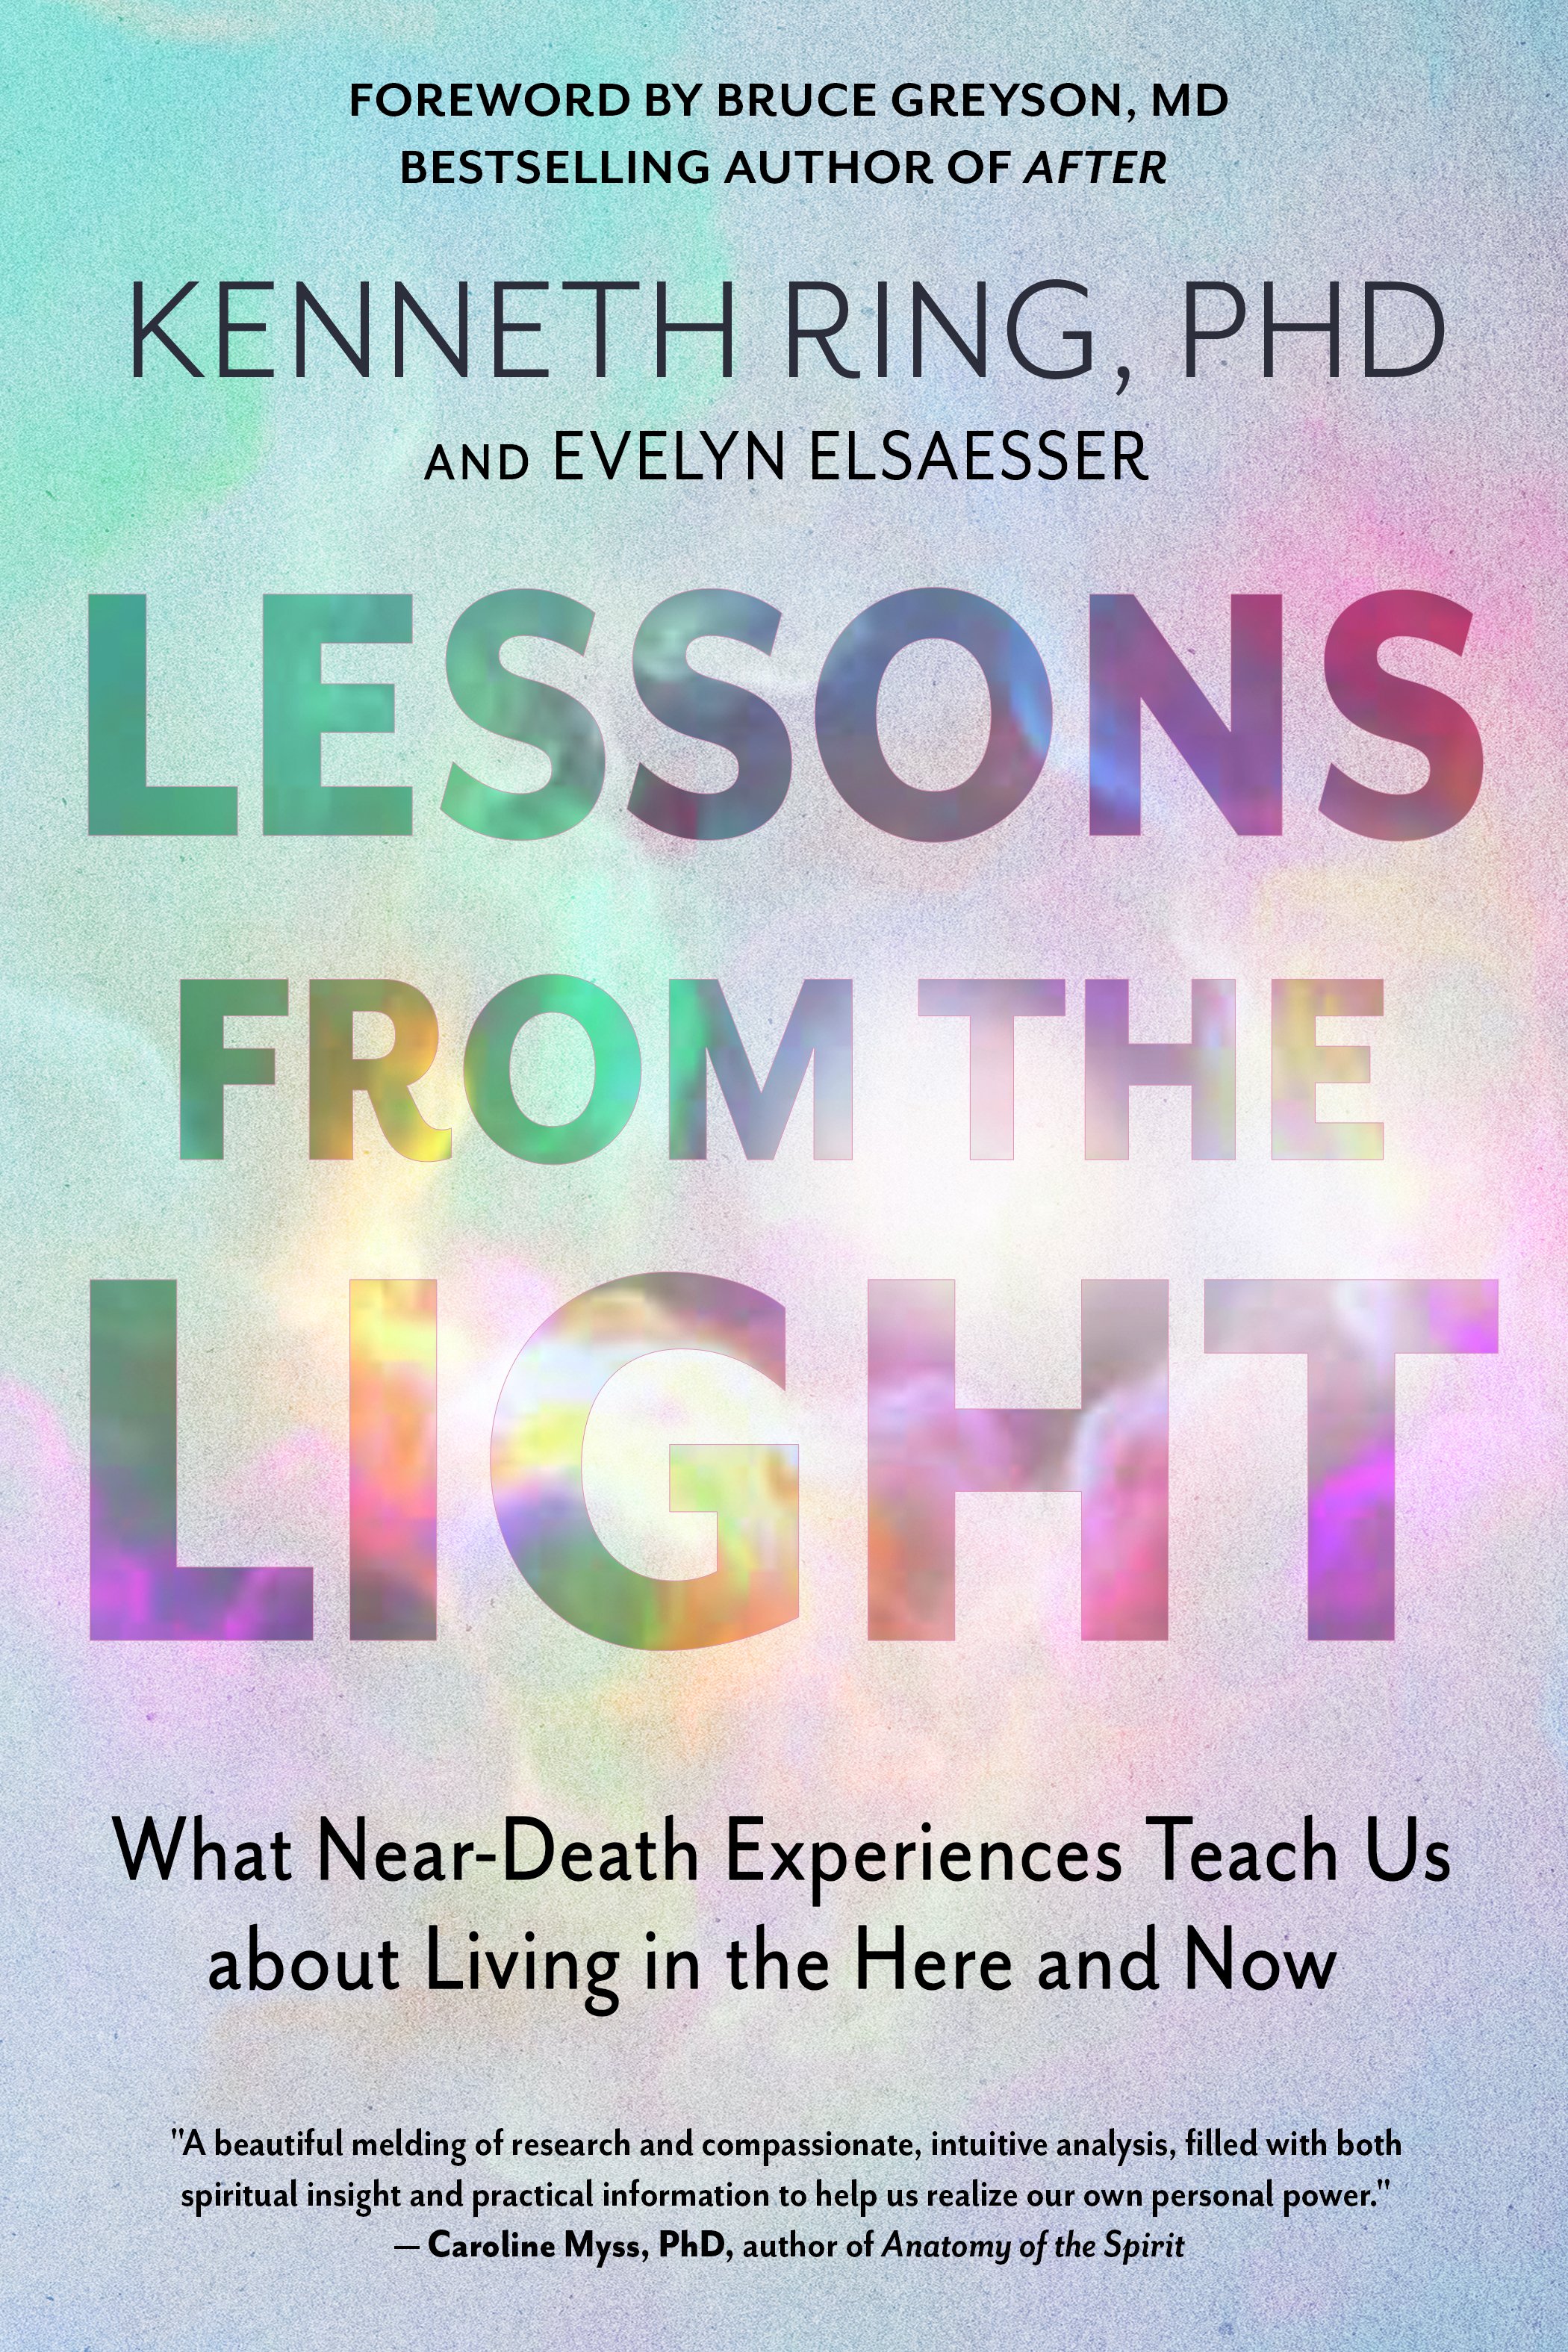 FOREWORD BY BRUCE GREYSON, MD
BESTSELLING AUTHOR OF AFTER
KENNETH RING, PHD
AND EVELYN ELSAESSER
LESSONS
FROM THE
LIGHT
What Near-Death Experiences Teach Us
about Living in the Here and Now
"A beautiful melding of research and compassionate, intuitive analysis, filled with both
spiritual insight and practical information to help us realize our own personal power."
— Caroline Myss, PhD, author of Anatomy of the Spirit